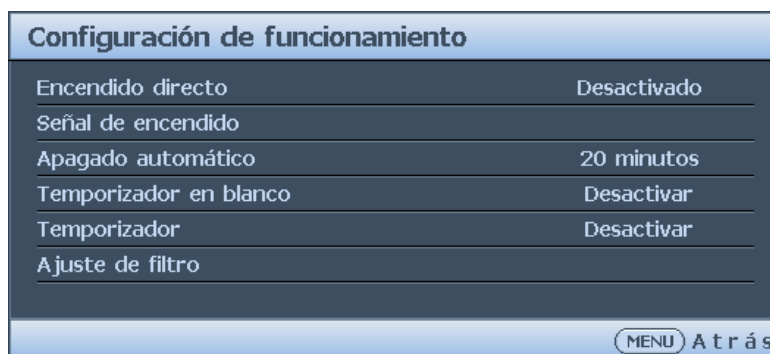 Configuración de funcionamiento
Encendido directo Desactivado
Señal de encendido
Apagado automático 20 minutos
Temporizador en blanco Desactivar
Temporizador Desactivar
Ajuste de filtro
MENU Atrás